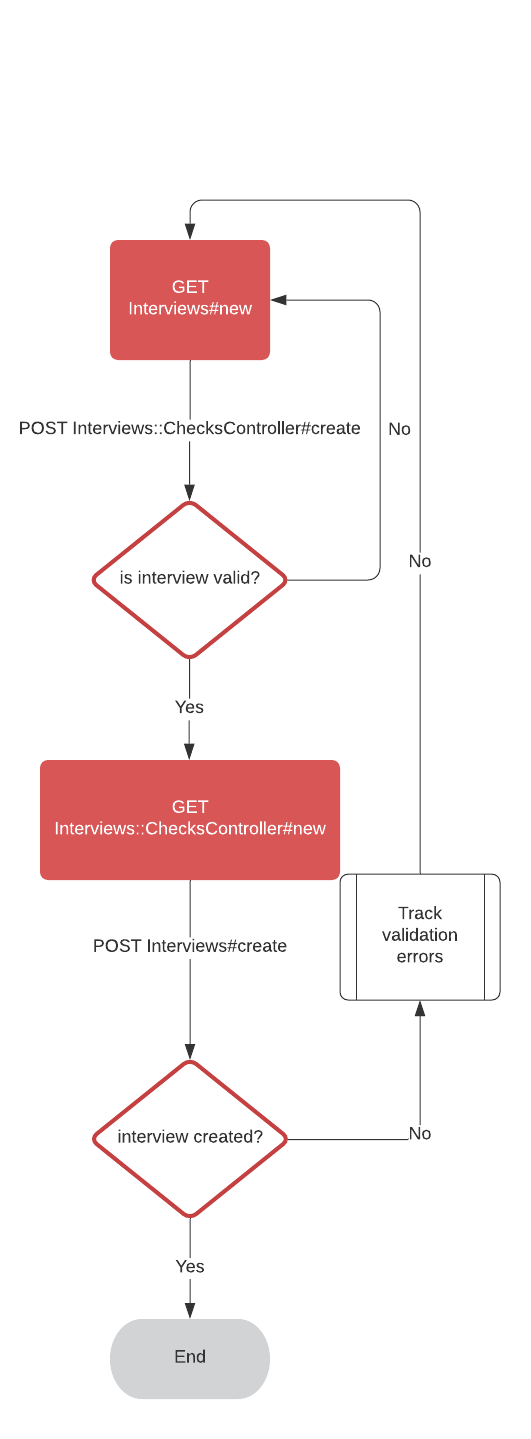 GET
Interviews#new
POST Interviews::ChecksController#create
No
No
is interview valid?
Yes
GET
Interviews::ChecksController#new
Track
validation
errors
POST Interviews#create
interview created?
No
Yes
End